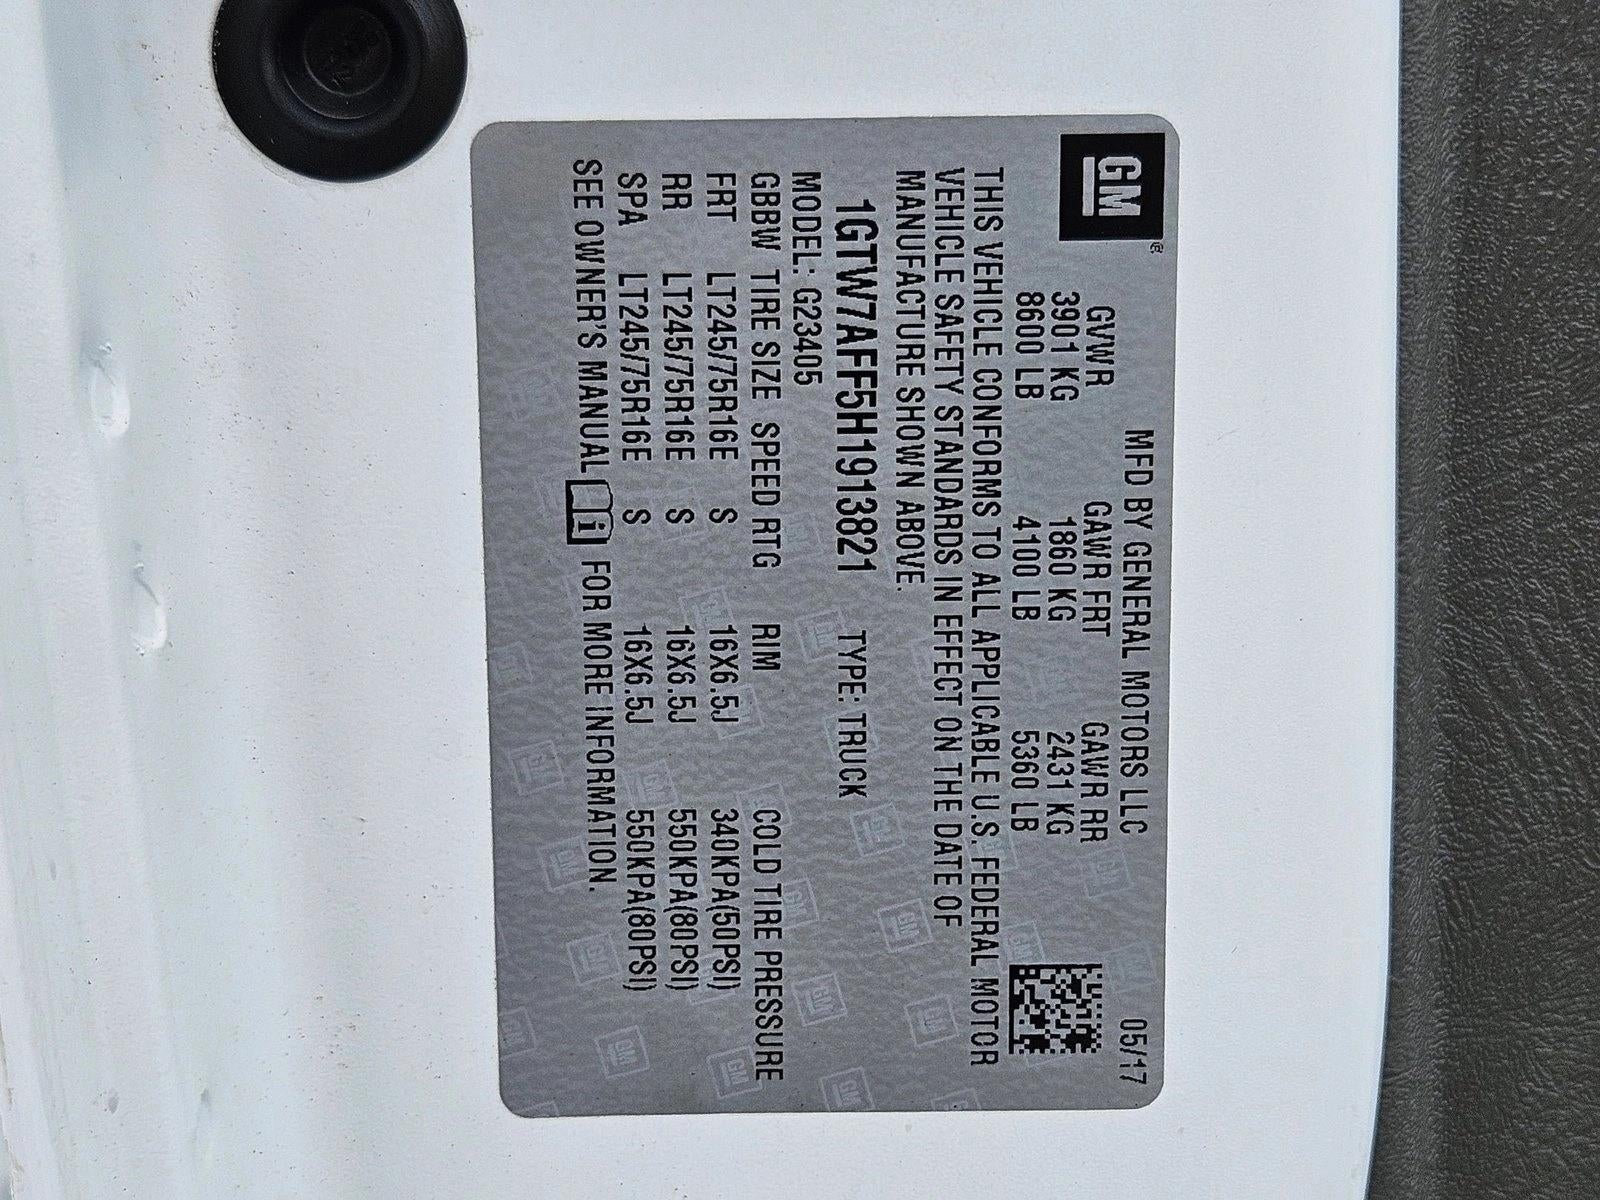 GM®
MFD BY GENERAL MOTORS LLC 05/17
GVWR GAWR FRT GAWR RR
3901 KG 1860 KG 2431 KG
8600 LB 4100 LB 5360 LB
THIS VEHICLE CONFORMS TO ALL APPLICABLE U.S. FEDERAL MOTOR
VEHICLE SAFETY STANDARDS IN EFFECT ON THE DATE OF
MANUFACTURE SHOWN ABOVE.
1GTW7AFF5H1913821 TYPE: TRUCK
MODEL: G23405
GBBW TIRE SIZE SPEED RTG RIM COLD TIRE PRESSURE
FRT LT245/75R16E S 16X6.5J 340KPA(50PSI)
RR LT245/75R16E S 16X6.5J 550KPA(80PSI)
SPA LT245/75R16E S 16X6.5J 550KPA(80PSI)
SEE OWNER'S MANUAL i FOR MORE INFORMATION.